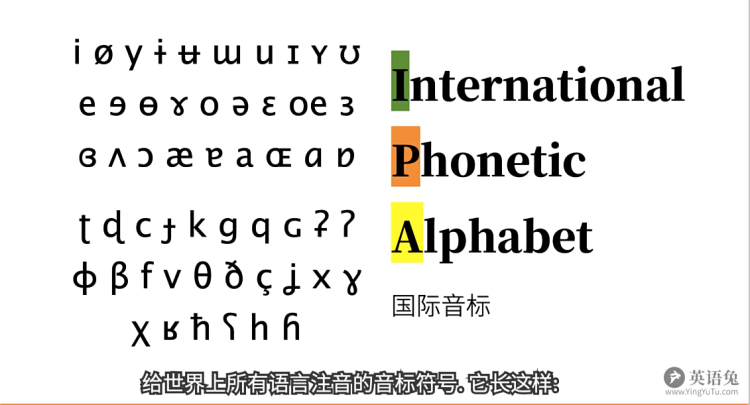 i ø y ɨ ʉ ɯ u ɪ ʏ ʊ
e ɘ ɵ ɤ o ə ɛ oe ɜ
ɞ ʌ ɔ æ ɐ a ɶ ɑ ɒ
ʈ ɖ c ɟ k g q ɢ ʡ ʔ
ɸ β f v θ ð ç ʝ x ɣ
χ ʁ ħ ʕ h ɦ
International
Phonetic
Alphabet
国际音标
给世界上所有语言注音的音标符号.它长这样:
英语兔
www.YingYuTu.com